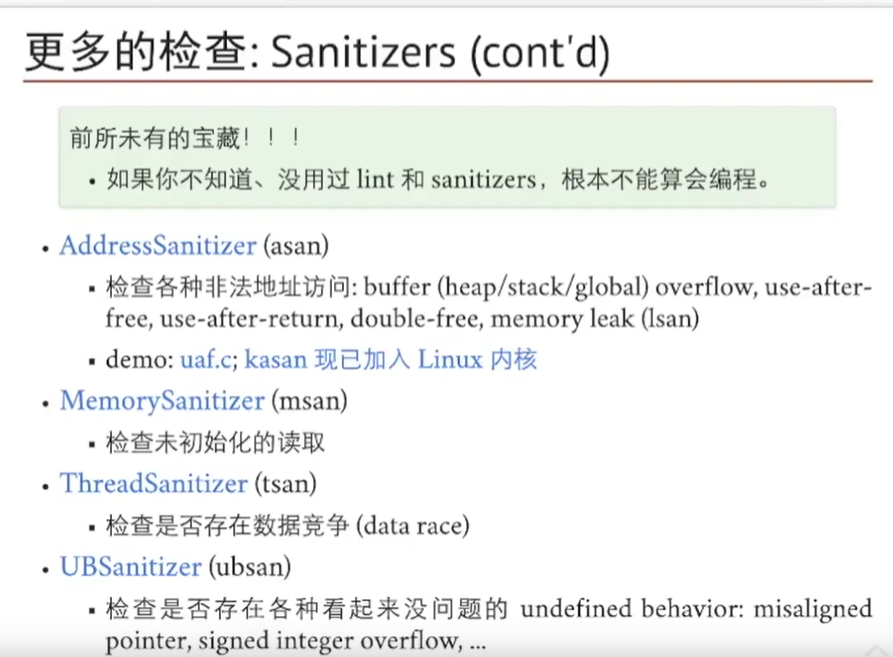 更多的检查: Sanitizers (cont'd)
前所未有的宝藏！！！
• 如果你不知道、没用过 lint 和 sanitizers，根本不能算会编程。
• AddressSanitizer (asan)
▪ 检查各种非法地址访问: buffer (heap/stack/global) overflow, use-after-
free, use-after-return, double-free, memory leak (lsan)
▪ demo: uaf.c; kasan 现已加入 Linux 内核
• MemorySanitizer (msan)
▪ 检查未初始化的读取
• ThreadSanitizer (tsan)
▪ 检查是否存在数据竞争 (data race)
• UBSanitizer (ubsan)
▪ 检查是否存在各种看起来没问题的 undefined behavior: misaligned
pointer, signed integer overflow, ...